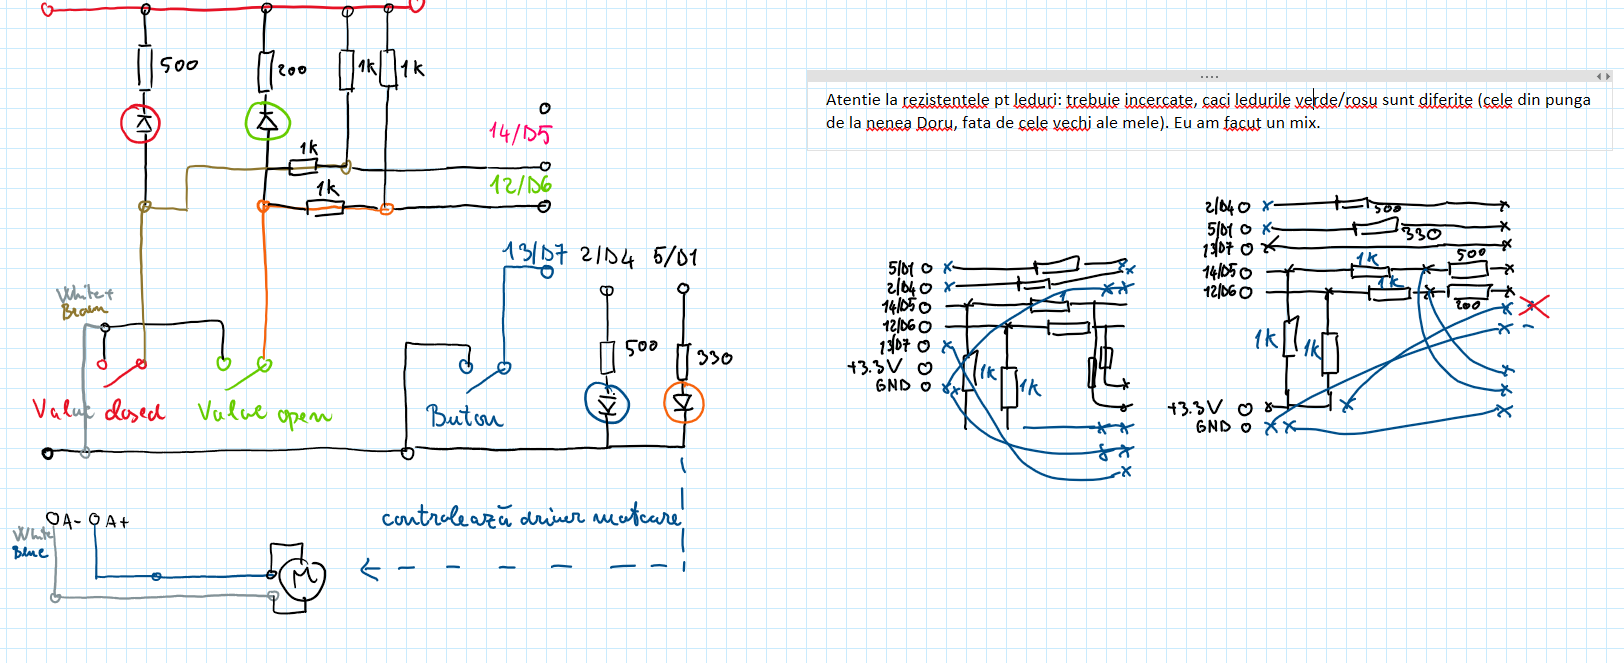 500
200
1k
1k
14/D5
1k
12/D6
1k
13/D7 2/D4 5/D1
White+
Brown
500
330
Valve closed
Valve open
Buton
A- A+
White
Blue
M
controlează driver motoare
Atentie la rezistentele pt leduri: trebuie incercate, caci ledurile verde/rosu sunt diferite (cele din punga
de la nenea Doru, fata de cele vechi ale mele). Eu am facut un mix.
5/D1
2/D4
14/D5
12/D6
13/D7
+3.3V
GND
1k
1k
2/D4
500
5/D1
330
13/D7
14/D5
1k
500
12/D6
1k
200
1k
1k
+3.3V
GND